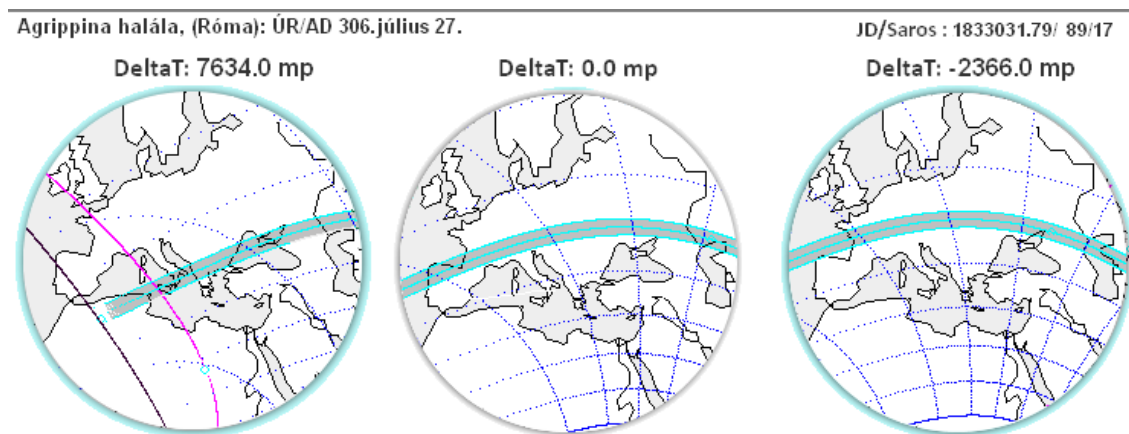 Agrippina halála, (Róma): ÚR/AD 306.július 27.
JD/Saros : 1833031.79/ 89/17
DeltaT: 7634.0 mp
DeltaT: 0.0 mp
DeltaT: -2366.0 mp